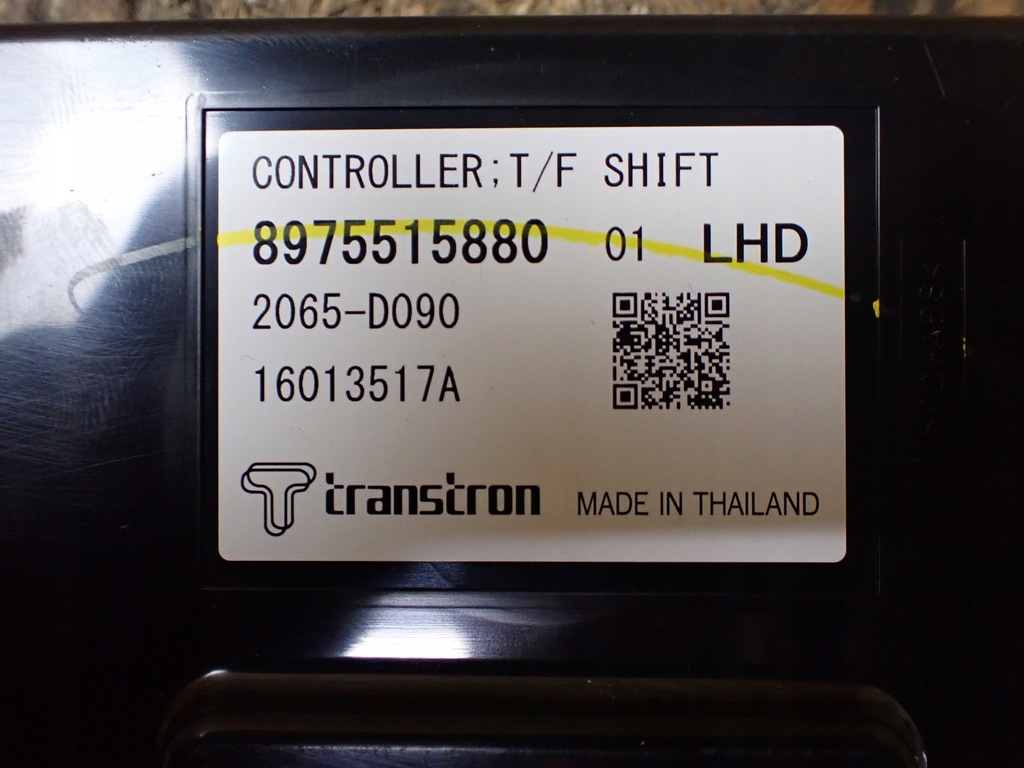 CONTROLLER;T/F SHIFT
8975515880 01 LHD
2065-D090
16013517A
transtron MADE IN THAILAND